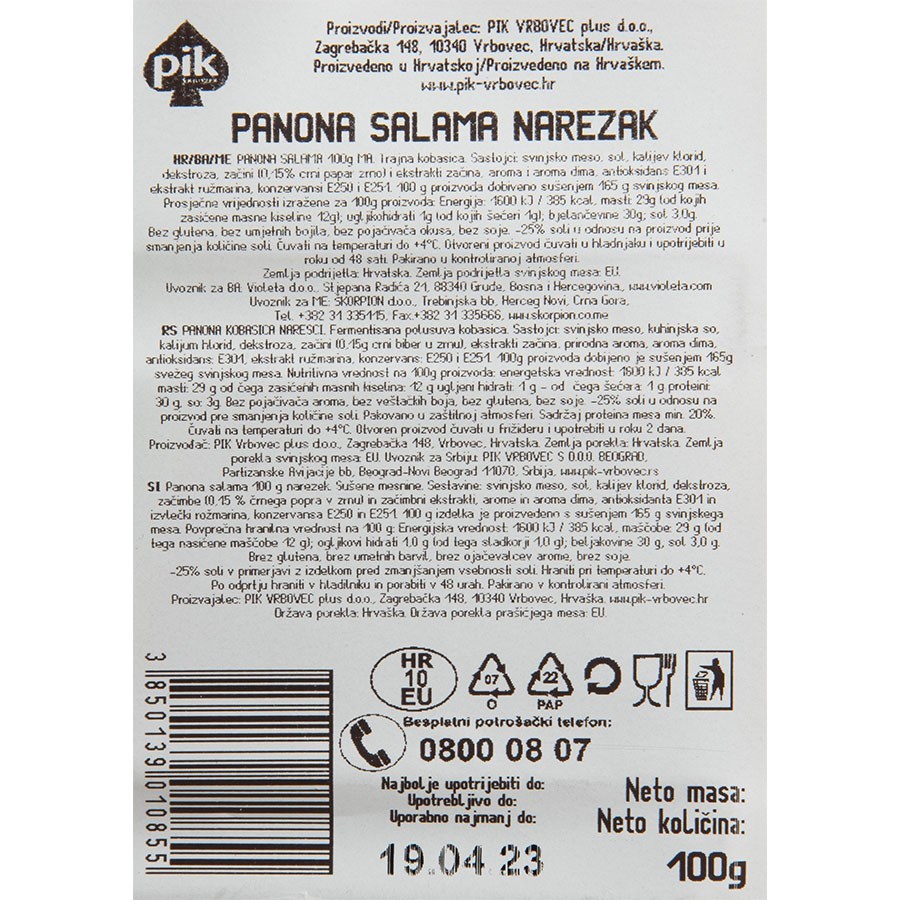 pik
Proizvodi/Proizvajalec: PIK VRBOVEC plus d.o.o.,
Zagrebačka 148, 10340 Vrbovec, Hrvatska/Hrvaška.
Proizvedeno u Hrvatskoj/Proizvedeno na Hrvaškem.
www.pik-vrbovec.hr
PANONA SALAMA NAREZAK
HR/BA/ME PANONA SALAMA 100g MA. Trajna kobasica. Sastojci: svinjsko meso, sol, kalijev klorid,
dekstroza, začini (0,15% crni papar zrno) i ekstrakti začina, aroma i aroma dima, antioksidans E301 i
ekstrakt ružmarina, konzervansi E250 i E251. 100 g proizvoda dobiveno sušenjem 165 g svinjskog mesa.
Prosječne vrijednosti izražene za 100g proizvoda: Energija: 1600 kJ / 385 kcal, masti: 29g (od kojih
zasićene masne kiseline 12g); ugljikohidrati 1g (od kojih šećeri 1g); bjelančevine 30g; sol 3,0g.
Bez glutena, bez umjetnih bojila, bez pojačivača okusa, bez soje. -25% soli u odnosu na proizvod prije
smanjenja količine soli. Čuvati na temperaturi do +4°C. Otvoreni proizvod čuvati u hladnjaku i upotrijebiti u
roku od 48 sati. Pakirano u kontroliranoj atmosferi.
Zemlja podrijetla: Hrvatska. Zemlja podrijetla svinjskog mesa: EU.
Uvoznik za BA: Violeta d.o.o., Stjepana Radića 21, 88340 Grude, Bosna i Hercegovina,, www.violeta.com
Uvoznik za ME: ŠKORPION d.o.o., Trebinjska bb, Herceg Novi, Crna Gora,
Tel. +382 31 335415, Fax.+382 31 335666, www.skorpion.co.me
RS PANONA KOBASICA NARESCI. Fermentisana polusuva kobasica. Sastojci: svinjsko meso, kuhinjska so,
kalijum hlorid, dekstroza, začini (0,15g crni biber u zrnu), ekstrakti začina, prirodna aroma, aroma dima,
antioksidans: E301, ekstrakt ružmarina, konzervans: E250 i E251. 100g proizvoda dobijeno je sušenjem 165g
svežeg svinjskog mesa. Nutritivna vrednost na 100g proizvoda: energetska vrednost: 1600 kJ / 385 kcal
masti: 29 g od čega zasićenih masnih kiselina: 12 g ugljeni hidrati: 1 g - od čega šećera: 1 g proteini:
30 g, so: 3g. Bez pojačivača aroma, bez veštačkih boja, bez glutena, bez soje. -25% soli u odnosu na
proizvod pre smanjenja količine soli. Pakovano u zaštitnoj atmosferi. Sadržaj proteina mesa min. 20%.
Čuvati na temperaturi do +4°C. Otvoren proizvod čuvati u frižideru i upotrebiti u roku 2 dana.
Proizvođač: PIK Vrbovec plus d.o.o., Zagrebačka 148, Vrbovec, Hrvatska. Zemlja porekla: Hrvatska. Zemlja
porekla svinjskog mesa: EU. Uvoznik za Srbiju: PIK VRBOVEC S D.O.O. BEOGRAD,
Partizanske Avijacije bb, Beograd-Novi Beograd 11070, Srbija, www.pik-vrbovec.rs
SI Panona salama 100 g narezek. Sušene mesnine. Sestavine: svinjsko meso, sol, kalijev klorid, dekstroza,
začimbe (0,15 % črnega popra v zrnu) in začimbni ekstrakti, arome in aroma dima, antioksidanta E301 in
izvlečki rožmarina, konzervansa E250 in E251. 100 g izdelka je proizvedeno s sušenjem 165 g svinjskega
mesa. Povprečna hranilna vrednost na 100 g: Energijska vrednost: 1600 kJ / 385 kcal, maščobe: 29 g (od
tega nasičene maščobe 12 g); ogljikovi hidrati 1,0 g (od tega sladkorji 1,0 g); beljakovine 30 g, sol 3,0 g.
Brez glutena, brez umetnih barvil, brez ojačevalcev arome, brez soje.
-25% soli v primerjavi z izdelkom pred zmanjšanjem vsebnosti soli. Hraniti pri temperaturi do +4°C.
Po odprtju hraniti v hladilniku in porabiti v 48 urah. Pakirano v kontrolirani atmosferi.
Proizvajalec: PIK VRBOVEC plus d.o.o., Zagrebačka 148, 10340 Vrbovec, Hrvaška. www.pik-vrbovec.hr
Država porekla: Hrvaška. Država porekla prašičjega mesa: EU.
3850139010855
HR
10
EU
07
O
22
PAP
Besplatni potrošački telefon:
0800 08 07
Najbolje upotrijebiti do:
Upotrebljivo do:
Uporabno najmanj do:
19.04.23
Neto masa:
Neto količina:
100g